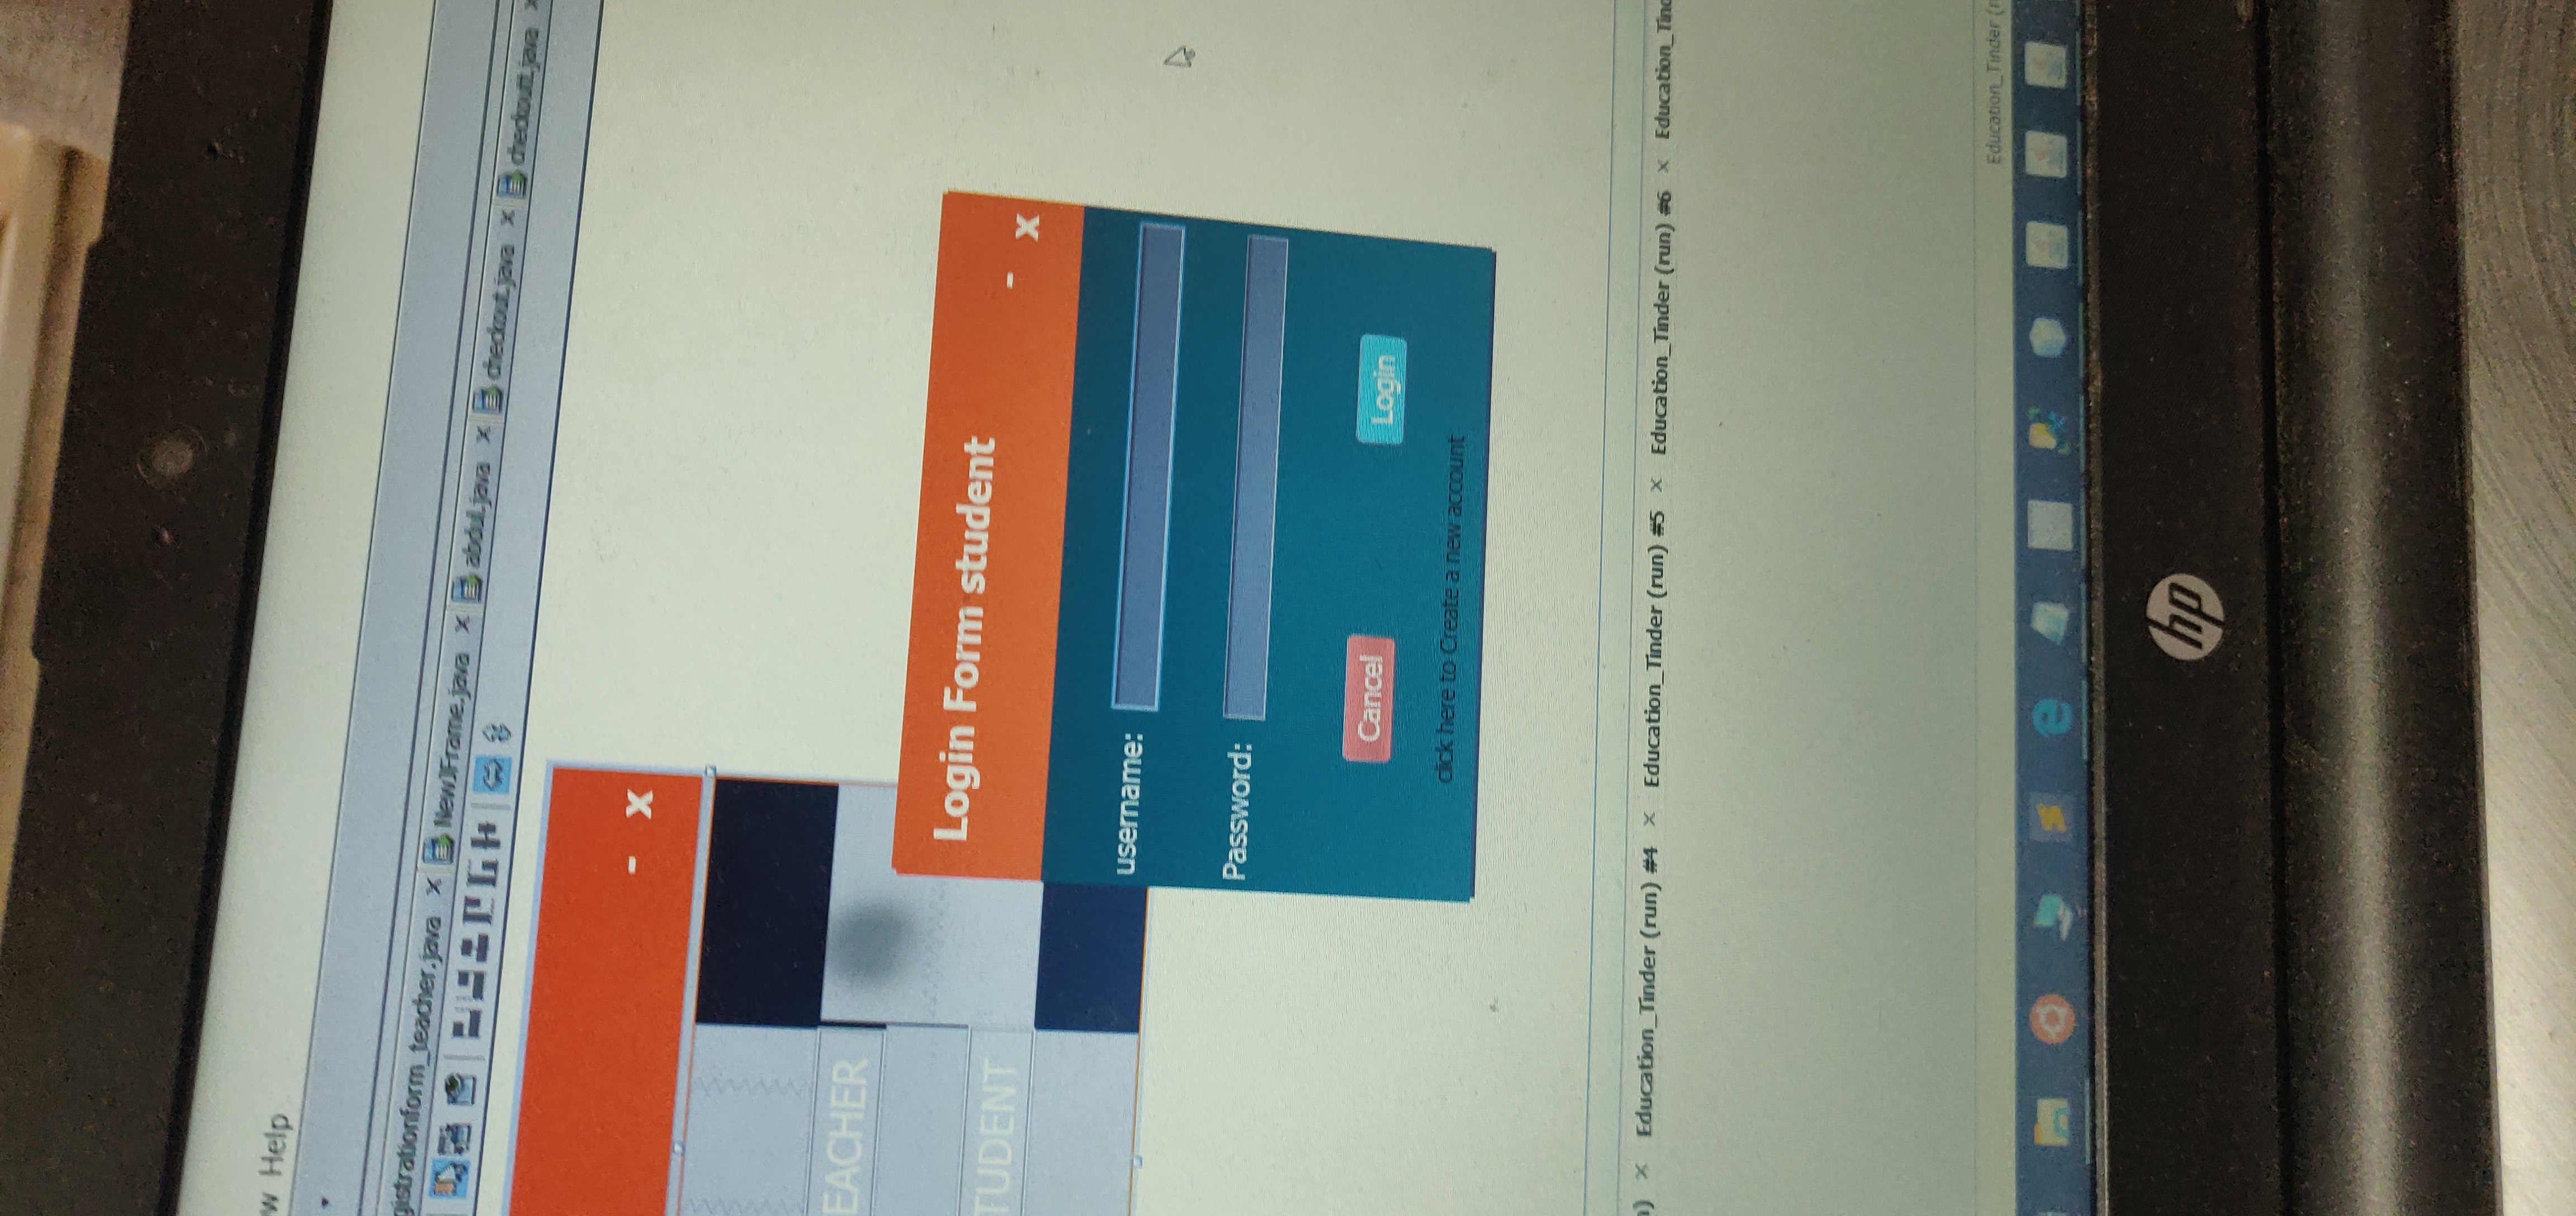 w Help
gistrationform_teacher.java
NewJFrame.java
abdul.java
checkout.java
checkoutt.java
- X
EACHER
TUDENT
Login Form student
- X
username:
Password:
Cancel
Login
click here to Create a new account
Education_Tinder (run) #4
Education_Tinder (run) #5
Education_Tinder (run) #6
Education_Tind
Education_Tinder (r
hp